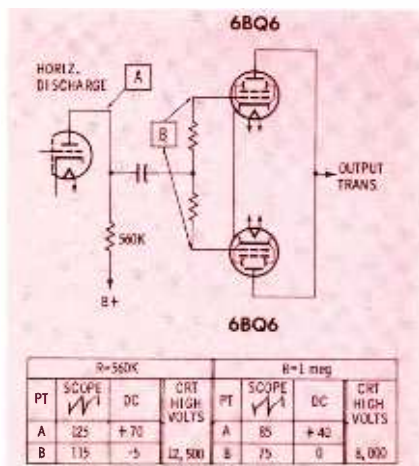 6BQ6
HORIZ.
DISCHARGE
A
B
OUTPUT
TRANS.
560K
B+
6BQ6
R=560K R=1 meg
PT SCOPE DC CRT HIGH VOLTS PT SCOPE DC CRT HIGH VOLTS
A 125 +70 A 85 +40
B 115 -5 12,500 B 75 0 8,000